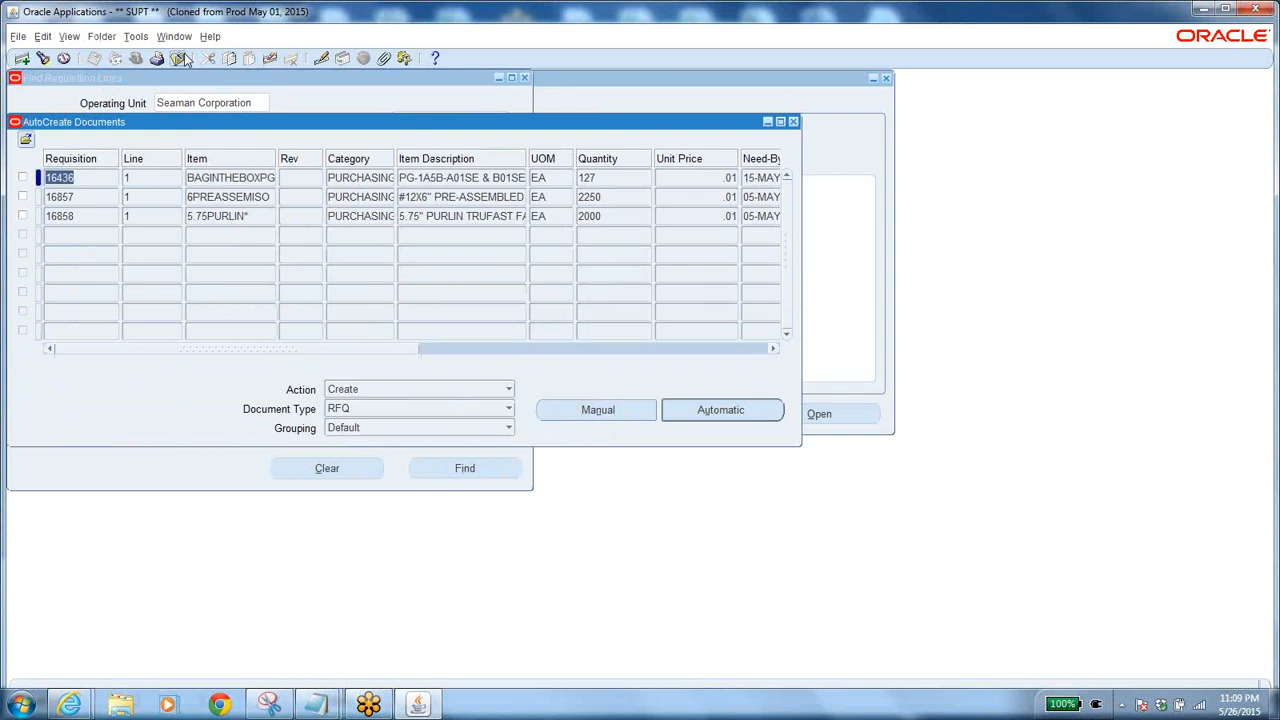 Oracle Applications - ** SUPT ** (Cloned from Prod May 01, 2015)
File Edit View Folder Tools Window Help
ORACLE
Find Requisition Lines
Operating Unit Seaman Corporation
AutoCreate Documents
Requisition Line Item Rev Category Item Description UOM Quantity Unit Price Need-By
16436 1 BAGINTHEBOXPG PURCHASING PG-1A5B-A01SE & B01SE EA 127 .01 15-MAY
16857 1 6PREASSEMISO PURCHASING #12X6" PRE-ASSEMBLED EA 2250 .01 05-MAY
16858 1 5.75PURLIN* PURCHASING 5.75" PURLIN TRUFAST FA EA 2000 .01 05-MAY
Action Create
Document Type RFQ
Grouping Default
Manual Automatic
Open
Clear Find
100%
11:09 PM
5/26/2015